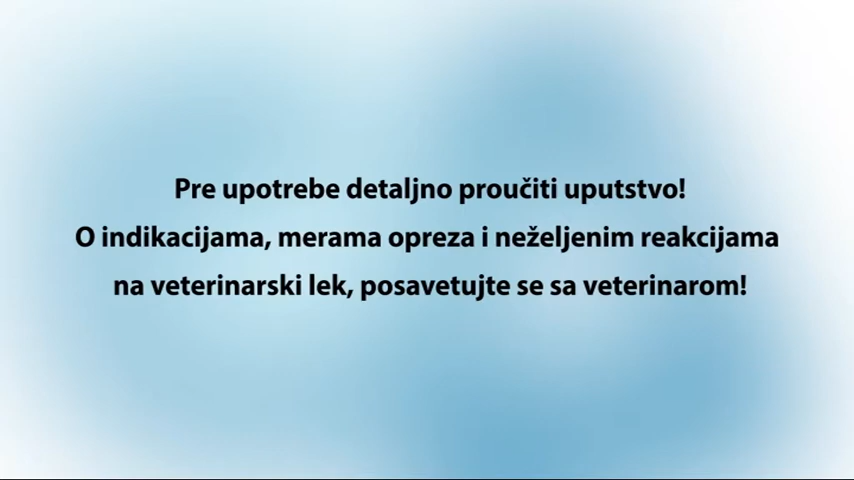 Pre upotrebe detaljno proučiti uputstvo!
O indikacijama, merama opreza i neželjenim reakcijama
na veterinarski lek, posavetujte se sa veterinarom!